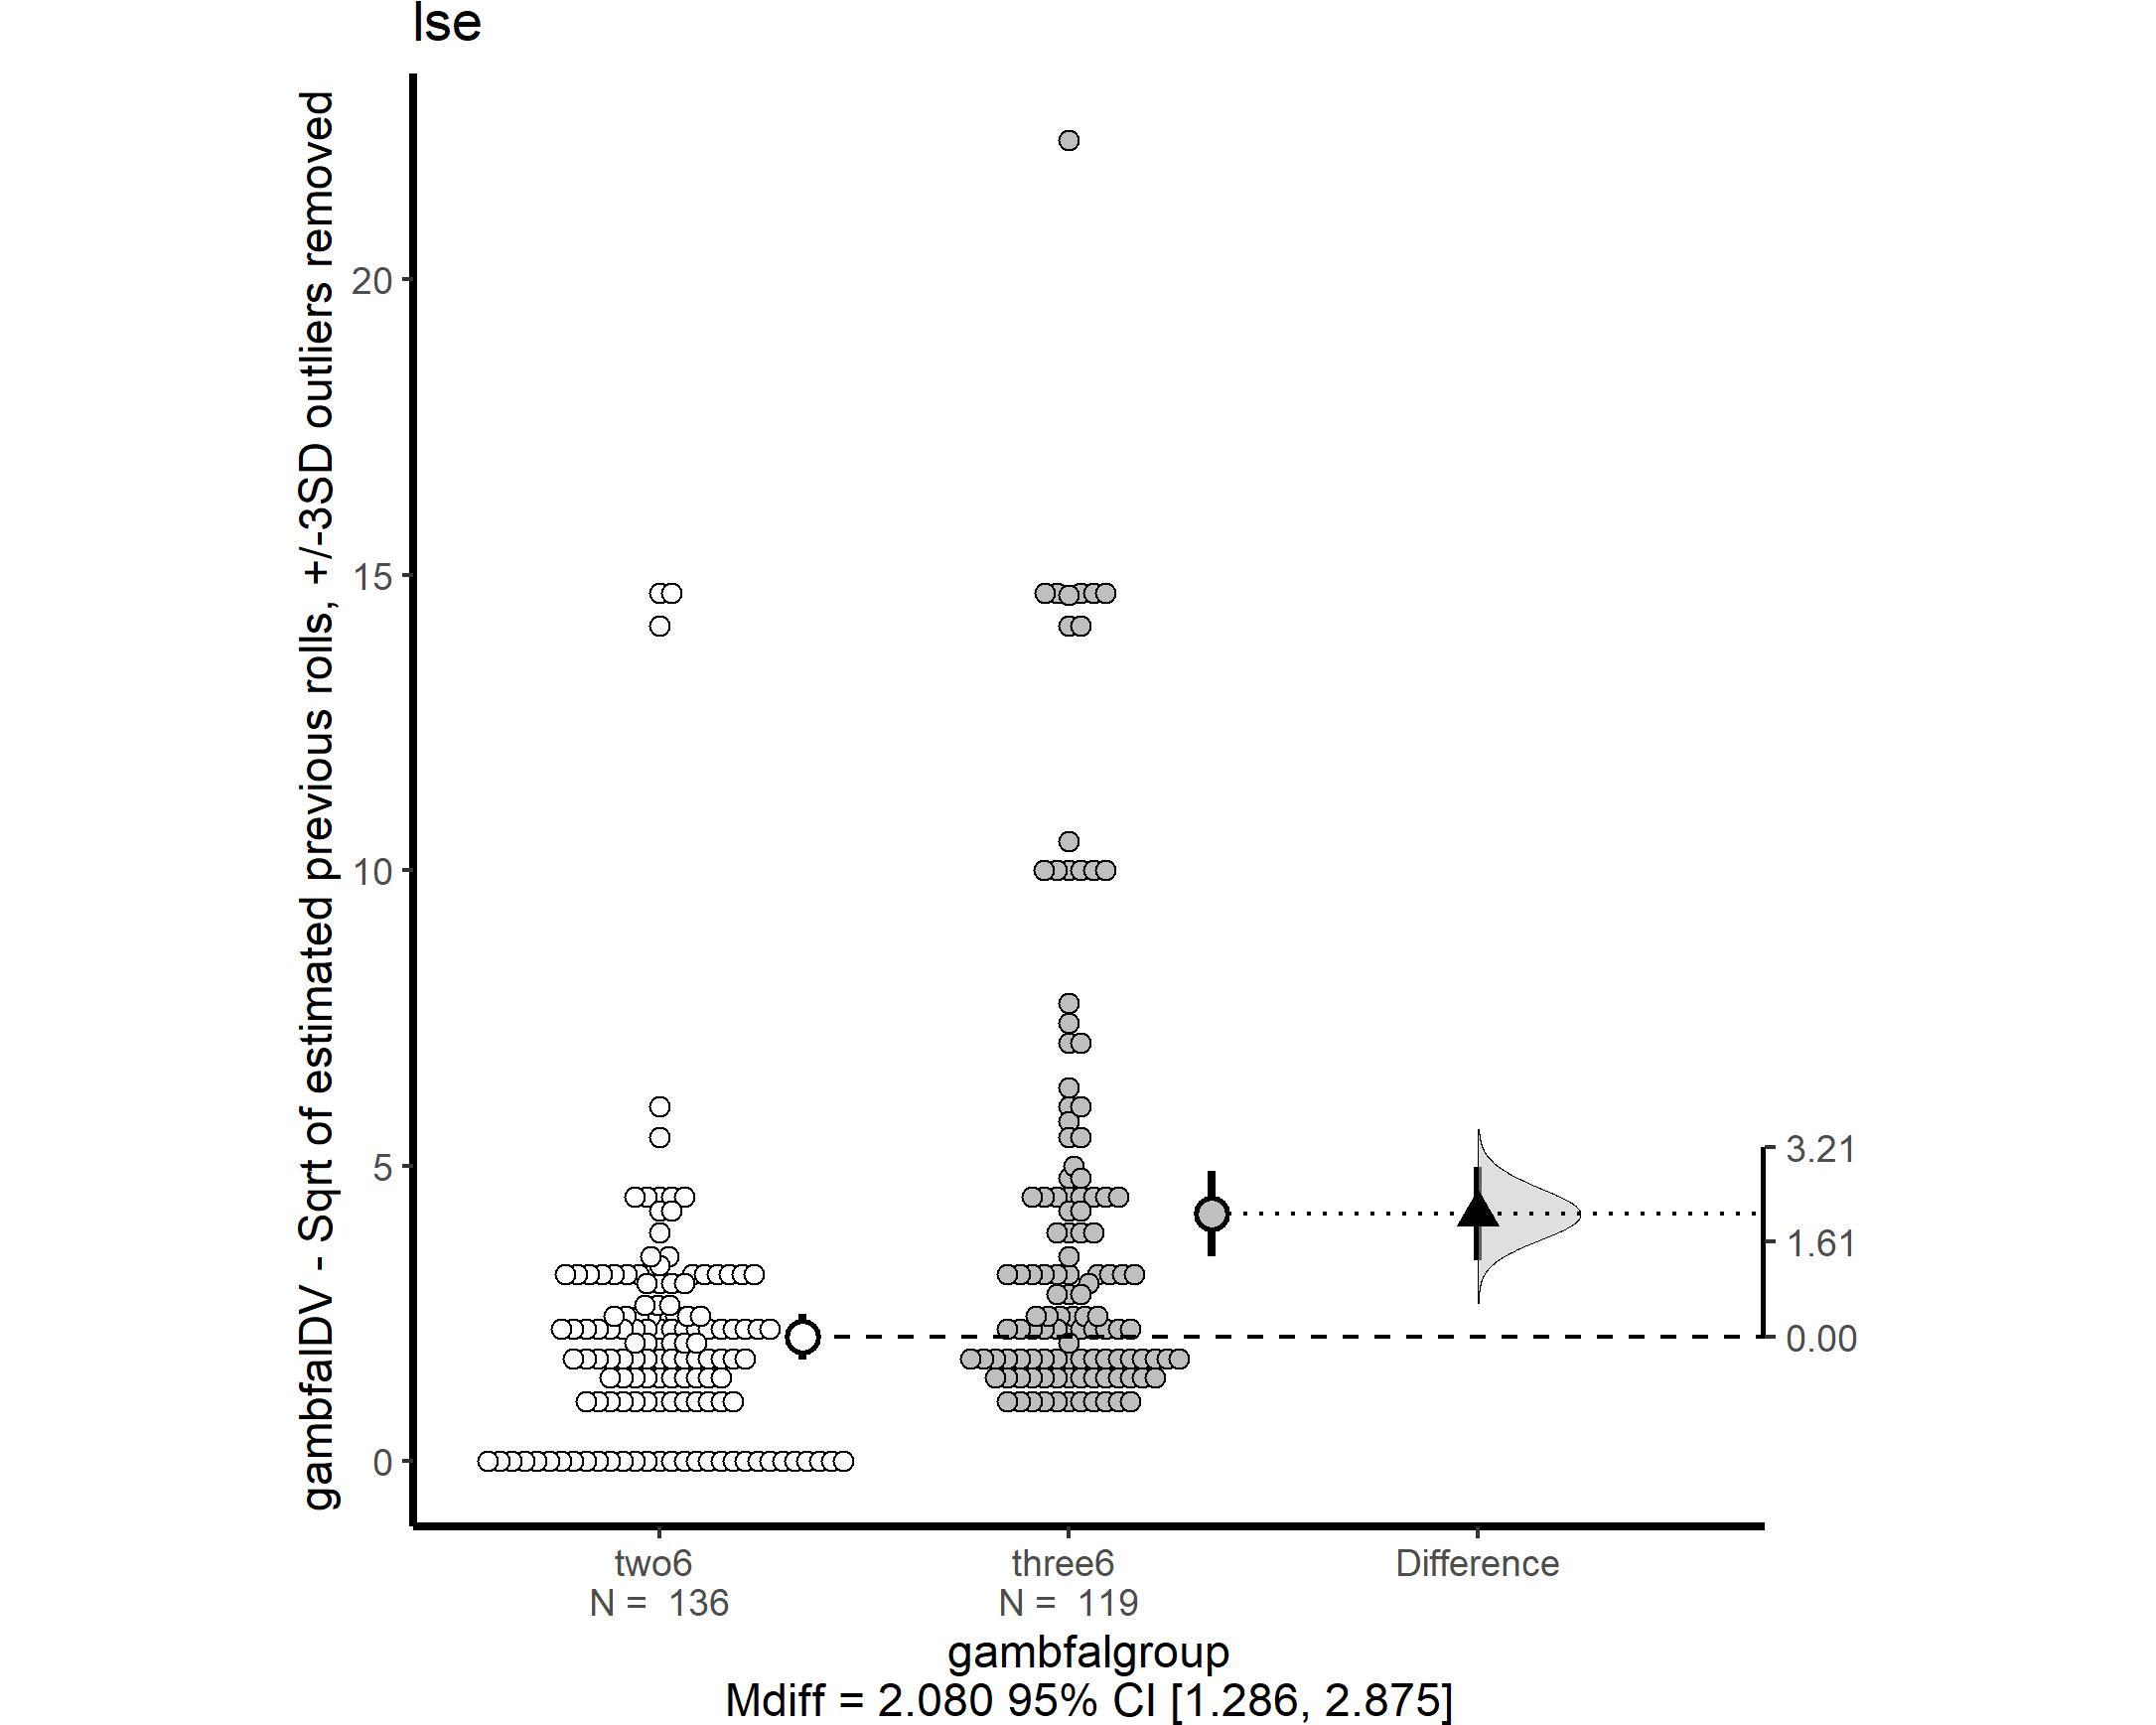 lse
gambfalDV - Sqrt of estimated previous rolls, +/-3SD outliers removed
20
15
10
5
0
3.21
1.61
0.00
two6
N = 136
three6
N = 119
Difference
gambfalgroup
Mdiff = 2.080 95% CI [1.286, 2.875]